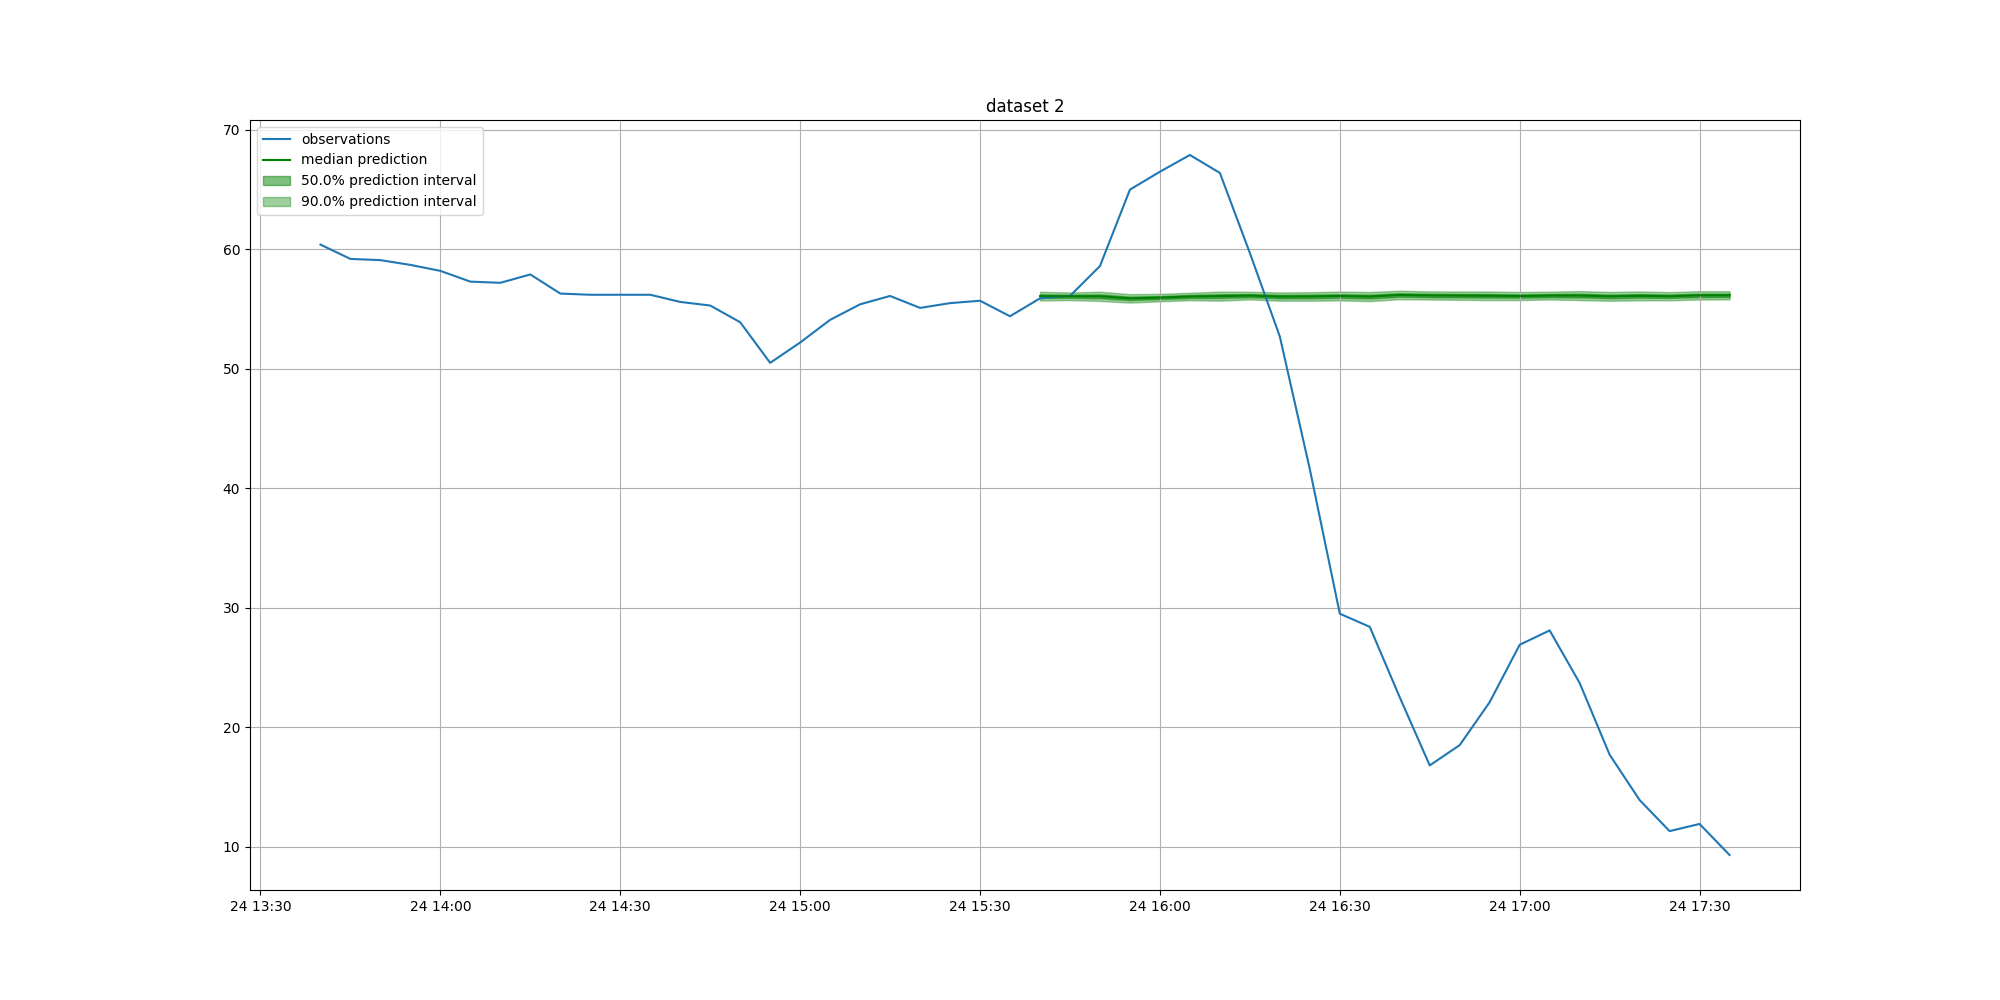 dataset 2
observations
median prediction
50.0% prediction interval
90.0% prediction interval
70
60
50
40
30
20
10
24 13:30 24 14:00 24 14:30 24 15:00 24 15:30 24 16:00 24 16:30 24 17:00 24 17:30